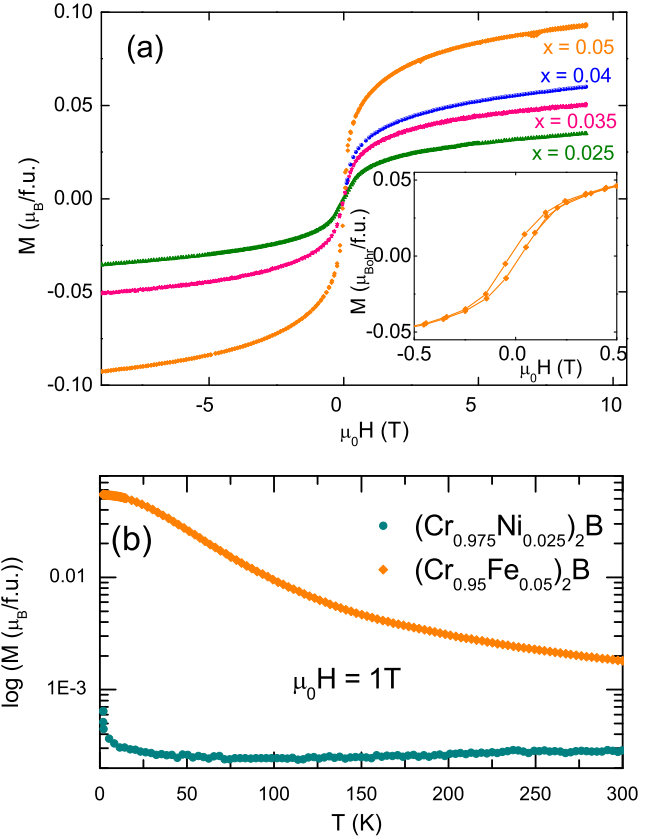 (a)
0.10
0.05
0.00
-0.05
-0.10
M (μB/f.u.)
x = 0.05
x = 0.04
x = 0.035
x = 0.025
0.05
0.00
-0.05
M (μBohr/f.u.)
-0.5 0.0 0.5
μ0H (T)
-5 0 5 10
μ0H (T)
(b)
(Cr0.975Ni0.025)2B
(Cr0.95Fe0.05)2B
0.01
1E-3
log (M (μB/f.u.))
μ0H = 1T
0 50 100 150 200 250 300
T (K)